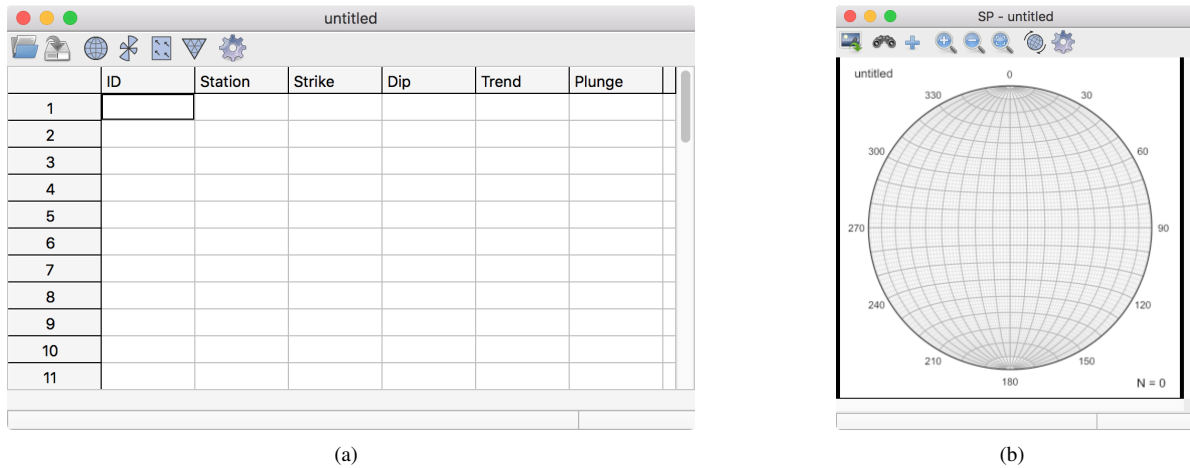 untitled
ID Station Strike Dip Trend Plunge
1
2
3
4
5
6
7
8
9
10
11
(a)
SP - untitled
untitled
0
330 30
300 60
270 90
240 120
210 150
180
N = 0
(b)